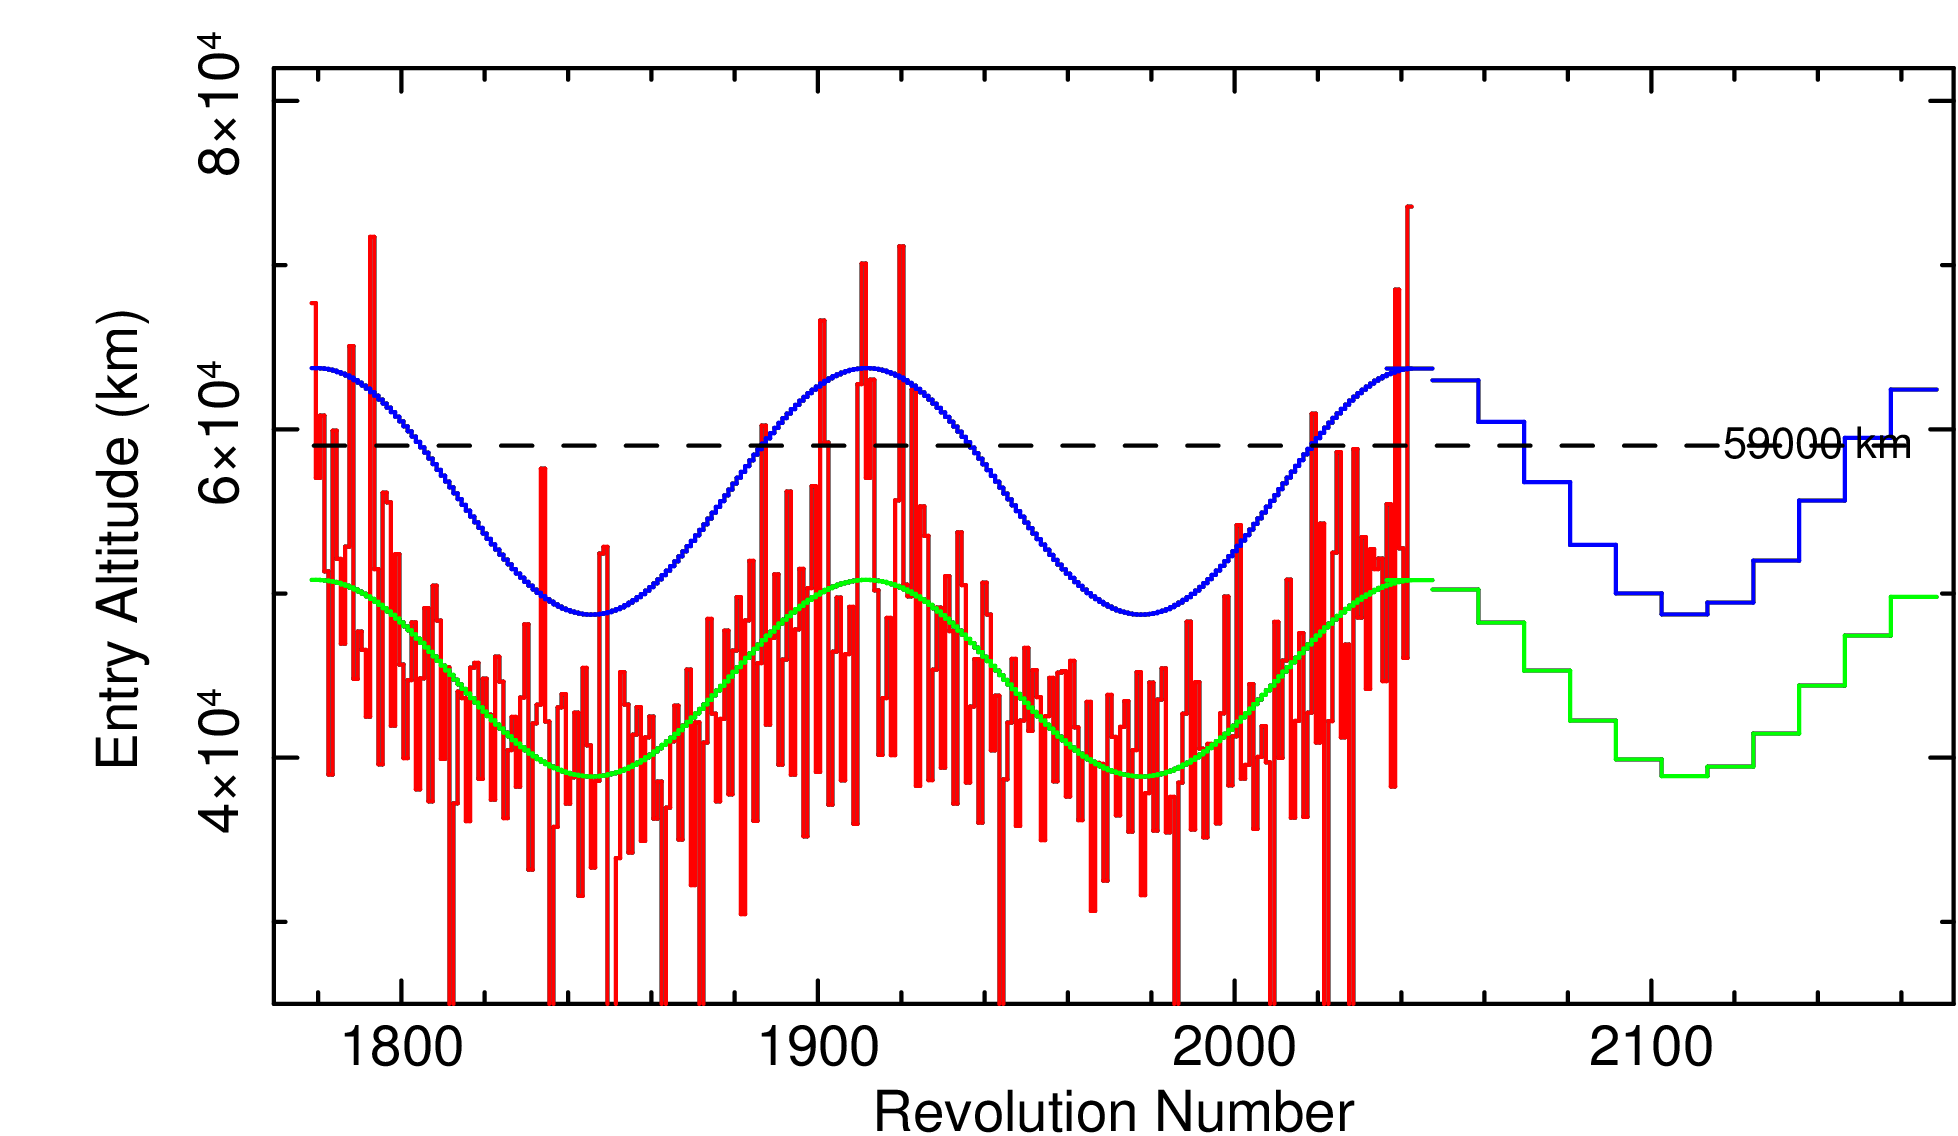 8×10⁴
6×10⁴
4×10⁴
Entry Altitude (km)
59000 km
1800 1900 2000 2100
Revolution Number